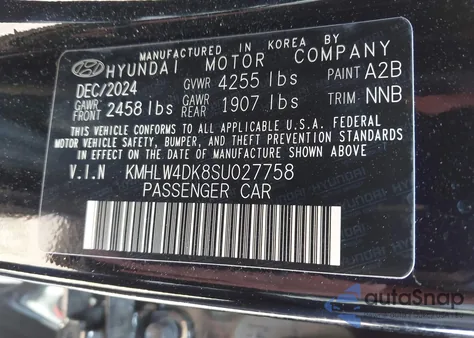 MANUFACTURED IN KOREA BY
HYUNDAI MOTOR COMPANY
DEC/2024 GVWR 4255 lbs PAINT A2B
GAWR FRONT 2458 lbs GAWR REAR 1907 lbs TRIM: NNB
THIS VEHICLE CONFORMS TO ALL APPLICABLE U.S.A. FEDERAL
MOTOR VEHICLE SAFETY, BUMPER, AND THEFT PREVENTION STANDARDS
IN EFFECT ON THE DATE OF MANUFACTURE SHOWN ABOVE.
V.I.N KMHLW4DK8SU027758
PASSENGER CAR
autoSnap